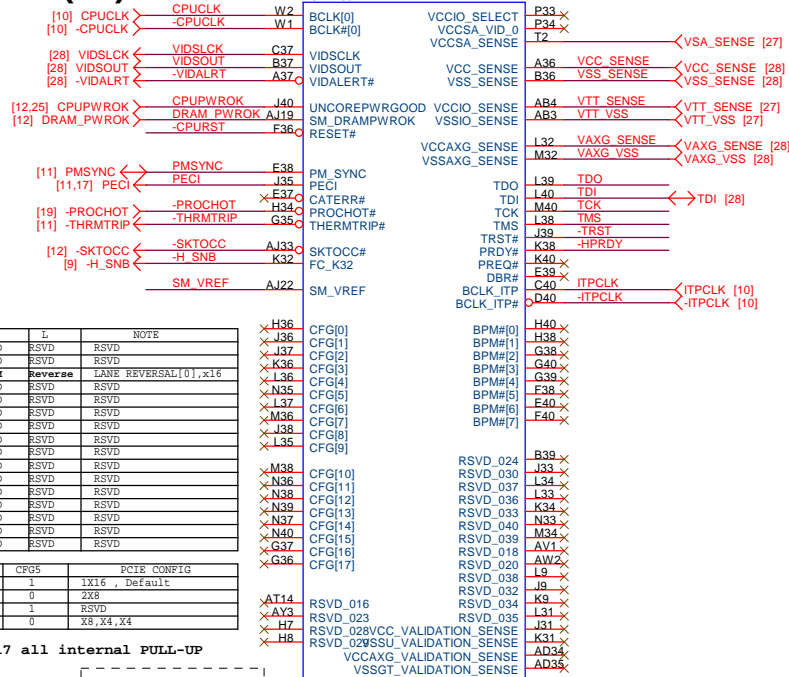 [10] CPUCLK CPUCLK W2 BCLK[0]
[10] -CPUCLK -CPUCLK W1 BCLK#[0]
[28] VIDSLCK VIDSLCK C37 VIDSCLK
[28] VIDSOUT VIDSOUT B37 VIDSOUT
[28] -VIDALRT -VIDALRT A37 VIDALERT#
[12,25] CPUPWROK CPUPWROK J40 UNCOREPWRGOOD
[12] DRAM_PWROK DRAM_PWROK AJ19 SM_DRAMPWROK
-CPURST F36 RESET#
[11] PMSYNC PMSYNC E38 PM_SYNC
[11,17] PECI PECI J35 PECI
E37 CATERR#
[19] -PROCHOT -PROCHOT H34 PROCHOT#
[11] -THRMTRIP -THRMTRIP G35 THERMTRIP#
[12] -SKTOCC -SKTOCC AJ33 SKTOCC#
[9] -H_SNB -H_SNB K32 FC_K32
SM_VREF AJ22 SM_VREF
H36 CFG[0]
J36 CFG[1]
J37 CFG[2]
K36 CFG[3]
L36 CFG[4]
N35 CFG[5]
L37 CFG[6]
M36 CFG[7]
J38 CFG[8]
L35 CFG[9]
M38 CFG[10]
N36 CFG[11]
N38 CFG[12]
N39 CFG[13]
N37 CFG[14]
N40 CFG[15]
G37 CFG[16]
G36 CFG[17]
AT14 RSVD_016
AY3 RSVD_023
H7 RSVD_028
H8 RSVD_029
VCCIO_SELECT P33
VCCSA_VID_0 P34
VCCSA_SENSE T2 VSA_SENSE [27]
VCC_SENSE A36 VCC_SENSE VCC_SENSE [28]
VSS_SENSE B36 VSS_SENSE VSS_SENSE [28]
VCCIO_SENSE AB4 VTT_SENSE VTT_SENSE [27]
VSSIO_SENSE AB3 VTT_VSS VTT_VSS [27]
VCCAXG_SENSE L32 VAXG_SENSE VAXG_SENSE [28]
VSSAXG_SENSE M32 VAXG_VSS VAXG_VSS [28]
TDO L39 TDO
TDI L40 TDI TDI [28]
TCK M40 TCK
TMS L38 TMS
TRST# J39 -TRST
PRDY# K38 -HPRDY
PREQ# K40
DBR# E39
BCLK_ITP C40 ITPCLK ITPCLK [10]
BCLK_ITP# D40 -ITPCLK -ITPCLK [10]
BPM#[0] H40
BPM#[1] H38
BPM#[2] G38
BPM#[3] G40
BPM#[4] G39
BPM#[5] F38
BPM#[6] E40
BPM#[7] F40
RSVD_024 B39
RSVD_030 J33
RSVD_037 L34
RSVD_036 L33
RSVD_033 K34
RSVD_040 N33
RSVD_039 M34
RSVD_018 AV1
RSVD_020 AW2
RSVD_038 L9
RSVD_032 J9
RSVD_034 K9
RSVD_035 L31
VCC_VALIDATION_SENSE J31
VSSU_VALIDATION_SENSE K31
VCCAXG_VALIDATION_SENSE AD34
VSSGT_VALIDATION_SENSE AD35
L NOTE
RSVD RSVD
RSVD RSVD
Reverse LANE REVERSAL[0],x16
RSVD RSVD
RSVD RSVD
RSVD RSVD
RSVD RSVD
RSVD RSVD
RSVD RSVD
RSVD RSVD
RSVD RSVD
RSVD RSVD
RSVD RSVD
RSVD RSVD
RSVD RSVD
RSVD RSVD
CFG5 PCIE CONFIG
1 1X16 , Default
0 2X8
1 RSVD
0 X8,X4,X4
17 all internal PULL-UP